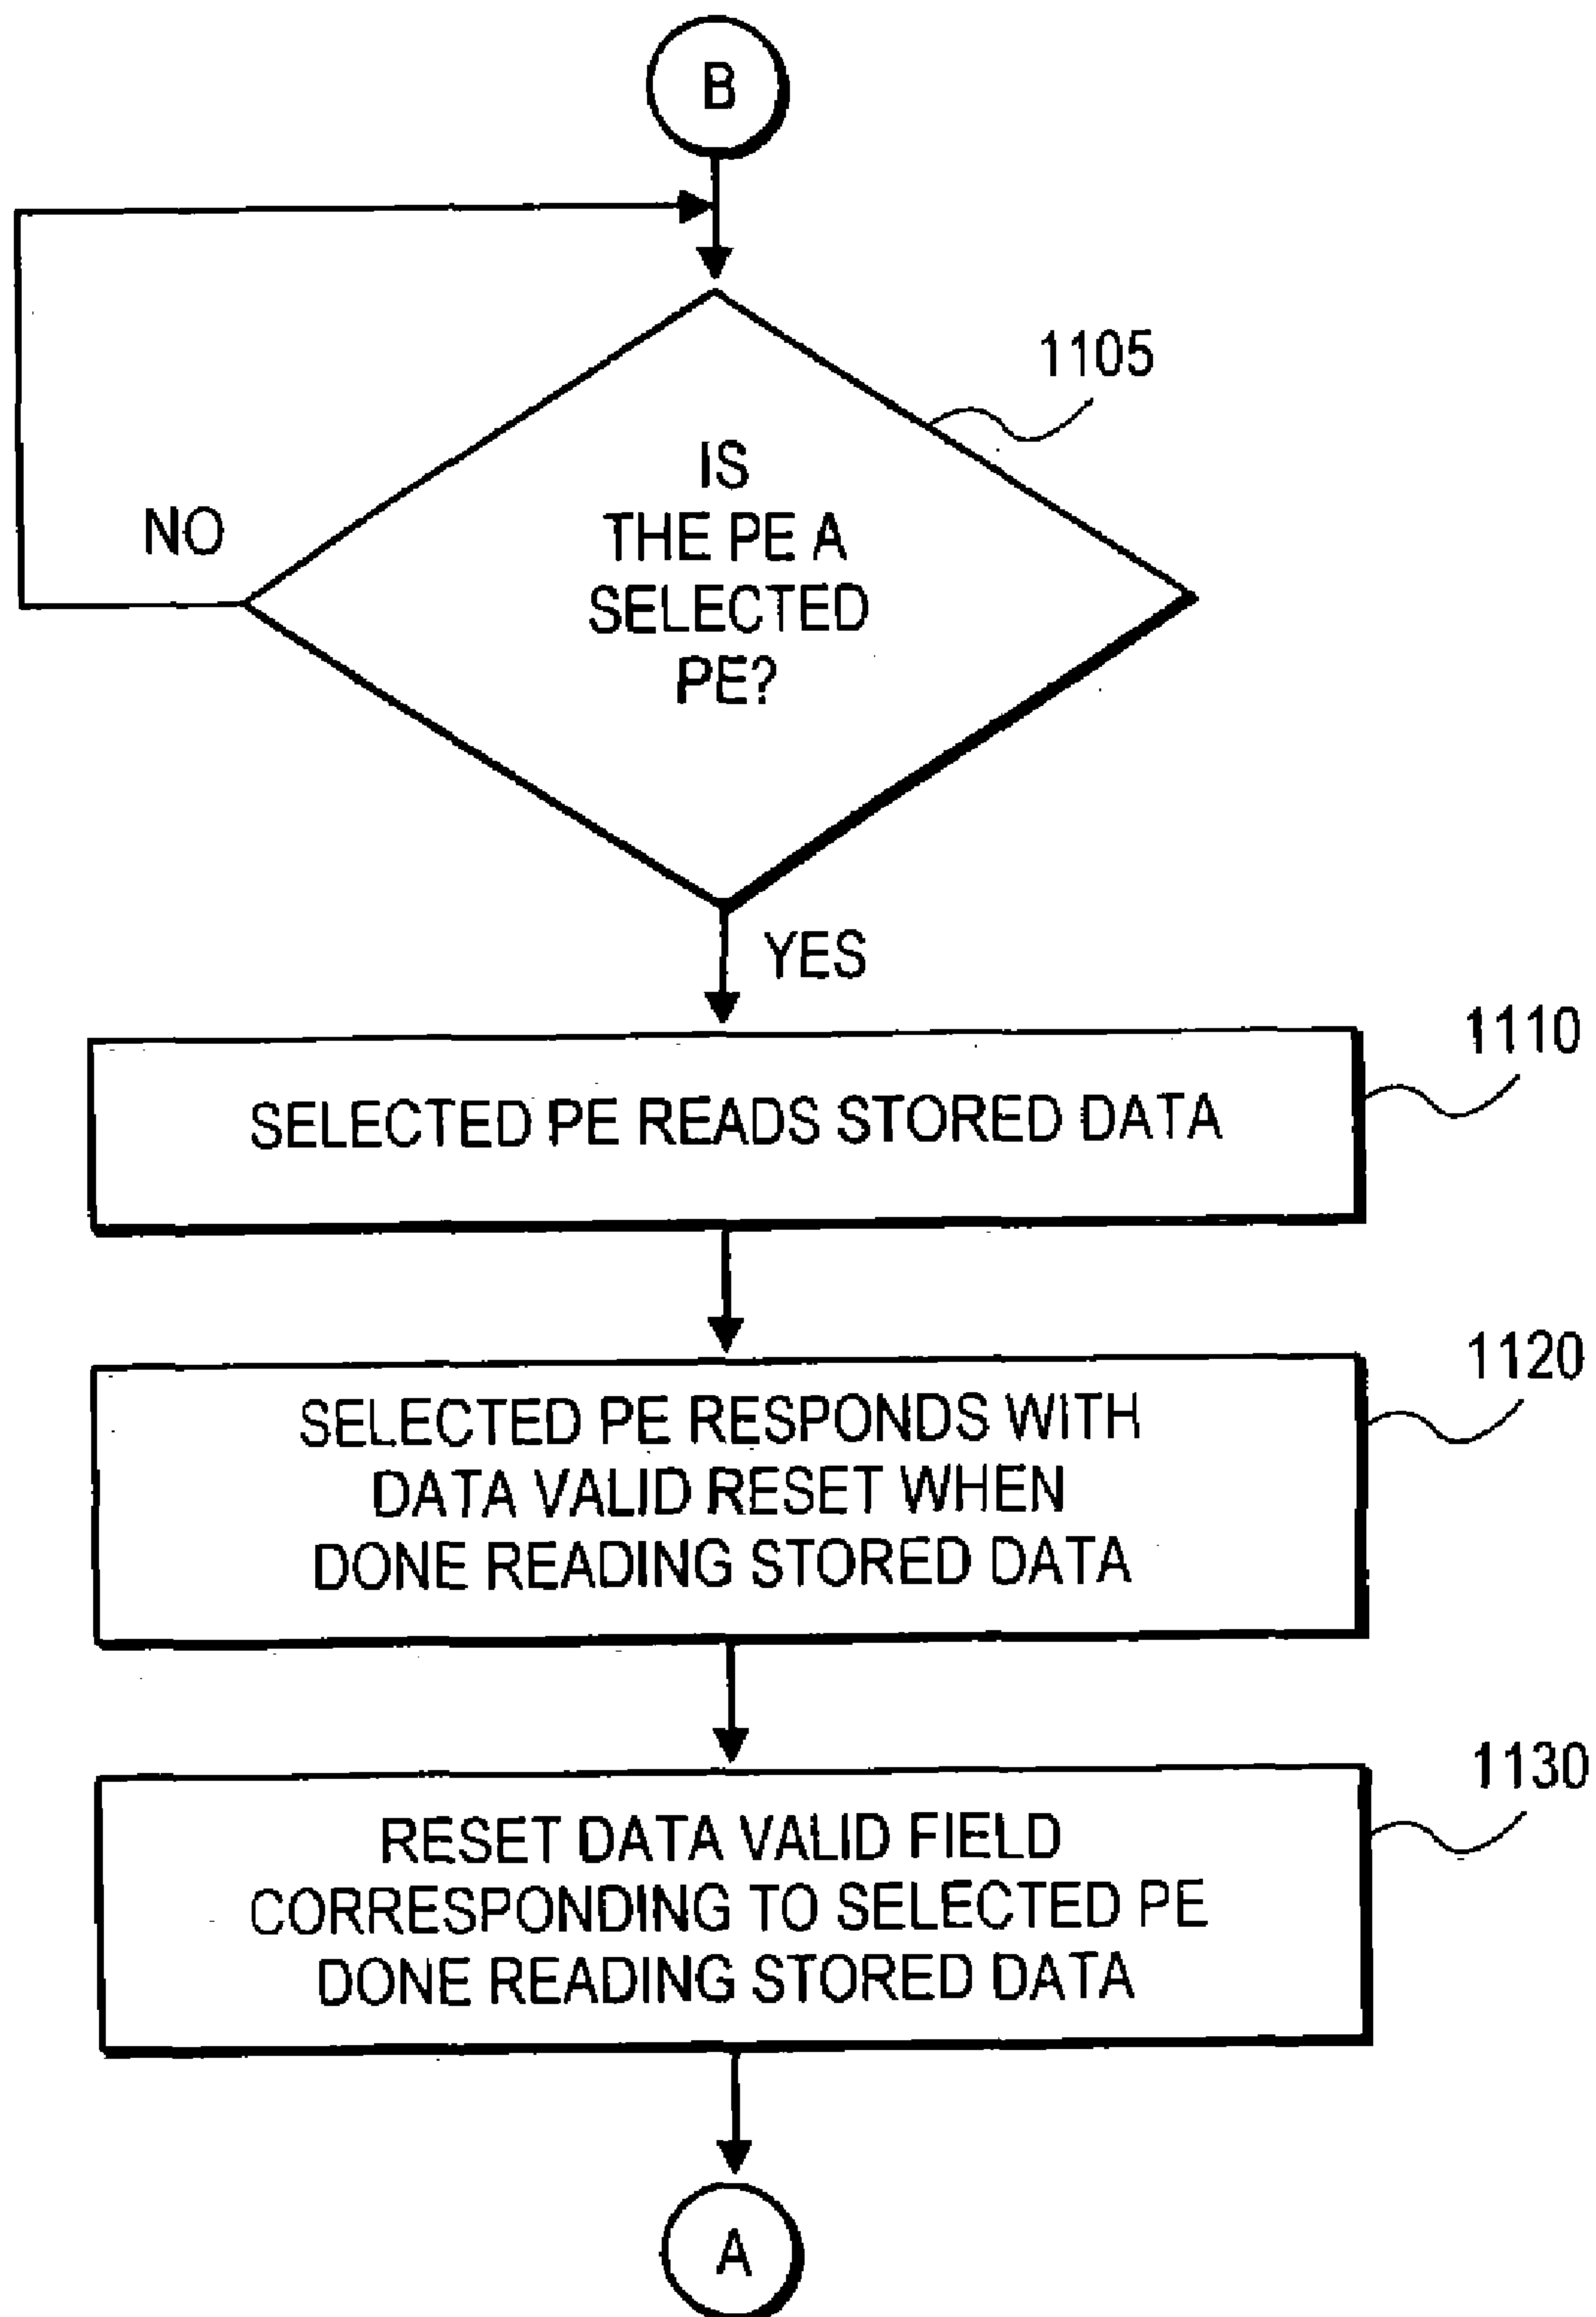 B
1105
IS
THE PE A
SELECTED
PE?
NO
YES
1110
SELECTED PE READS STORED DATA
1120
SELECTED PE RESPONDS WITH
DATA VALID RESET WHEN
DONE READING STORED DATA
1130
RESET DATA VALID FIELD
CORRESPONDING TO SELECTED PE
DONE READING STORED DATA
A